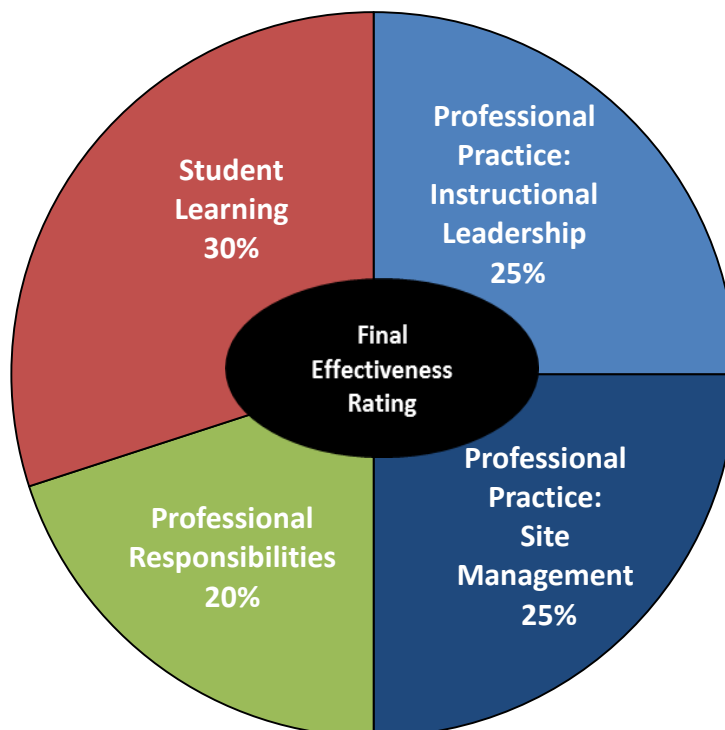 Student
Learning
30%
Professional
Practice:
Instructional
Leadership
25%
Final
Effectiveness
Rating
Professional
Responsibilities
20%
Professional
Practice:
Site
Management
25%